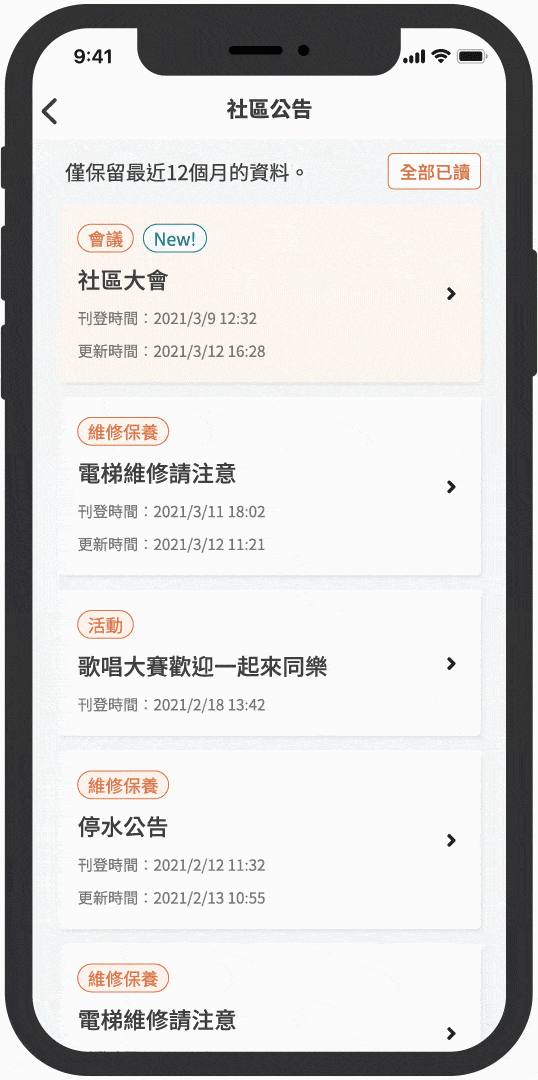 9:41
社區公告
僅保留最近12個月的資料。
全部已讀
會議 New!
社區大會
刊登時間：2021/3/9 12:32
更新時間：2021/3/12 16:28
維修保養
電梯維修請注意
刊登時間：2021/3/11 18:02
更新時間：2021/3/12 11:21
活動
歌唱大賽歡迎一起來同樂
刊登時間：2021/2/18 13:42
維修保養
停水公告
刊登時間：2021/2/12 11:32
更新時間：2021/2/13 10:55
維修保養
電梯維修請注意